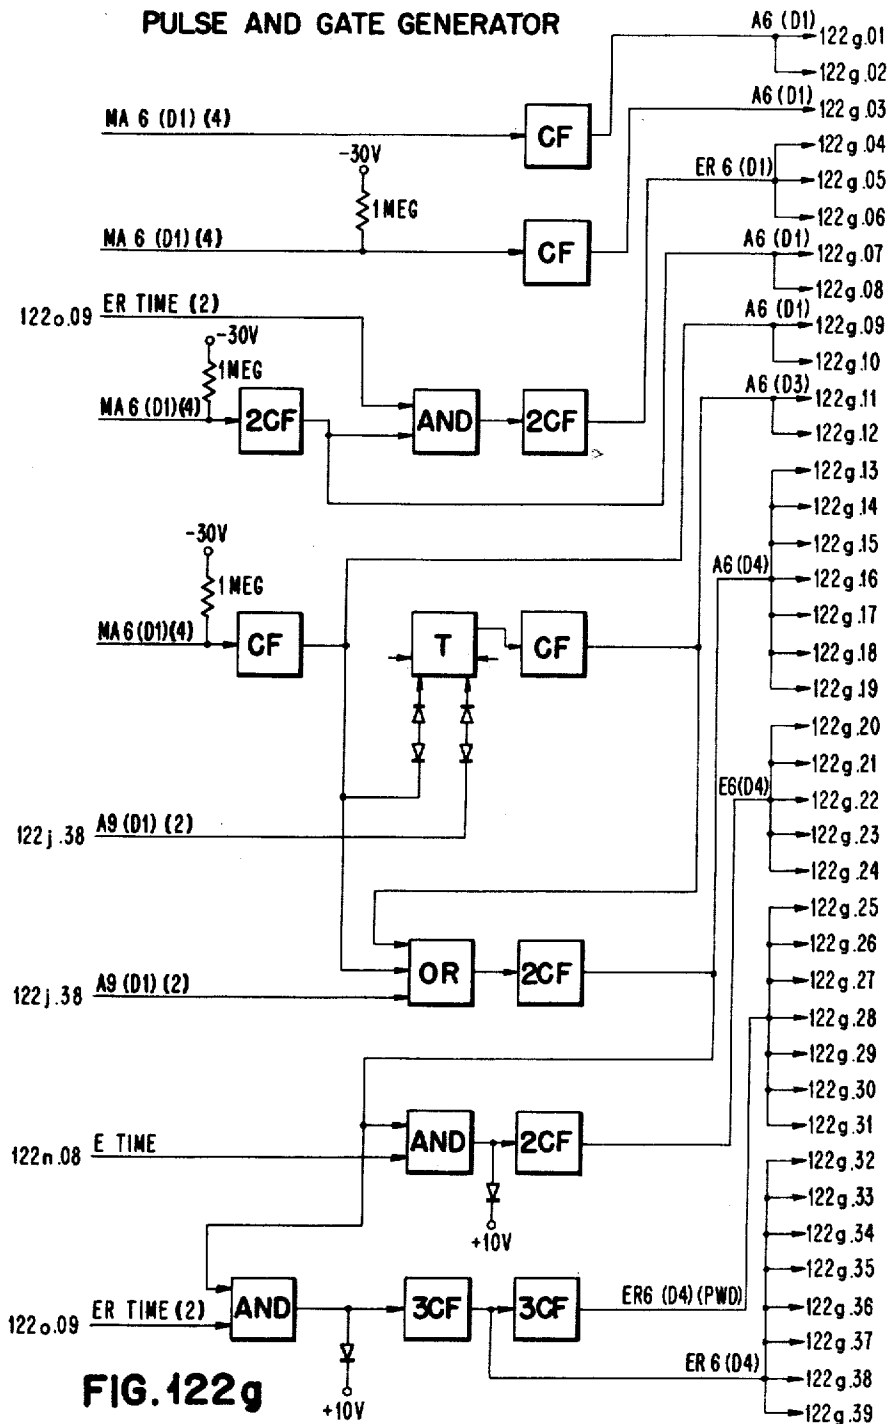 PULSE AND GATE GENERATOR
A6 (D1)
122g.01
122g.02
MA 6 (D1) (4)
CF
A6 (D1)
122g.03
-30V
1MEG
122g.04
ER 6 (D1)
122g.05
122g.06
MA 6 (D1) (4)
CF
A6 (D1)
122g.07
122g.08
122o.09 ER TIME (2)
A6 (D1)
122g.09
122g.10
-30V
1MEG
MA6 (D1)(4)
2CF
AND
2CF
A6 (D3)
122g.11
122g.12
122g.13
122g.14
122g.15
A6 (D4)
122g.16
122g.17
122g.18
122g.19
-30V
1MEG
MA6(D1)(4)
CF
T
CF
122g.20
122g.21
E6(D4)
122g.22
122g.23
122g.24
122j.38 A9 (D1) (2)
122g.25
122g.26
122g.27
122g.28
122g.29
122g.30
122g.31
OR
2CF
122j.38 A9 (D1) (2)
122n.08 E TIME
AND
2CF
+10V
122g.32
122g.33
122g.34
122g.35
122g.36
122g.37
122g.38
122g.39
122o.09 ER TIME (2)
AND
3CF
3CF
ER6 (D4) (PWD)
ER 6 (D4)
+10V
FIG. 122g